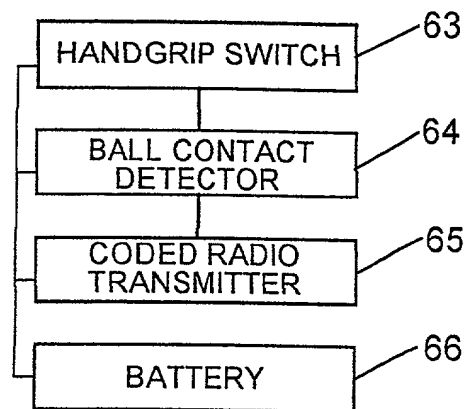 HANDGRIP SWITCH
63
BALL CONTACT
DETECTOR
64
CODED RADIO
TRANSMITTER
65
BATTERY
66